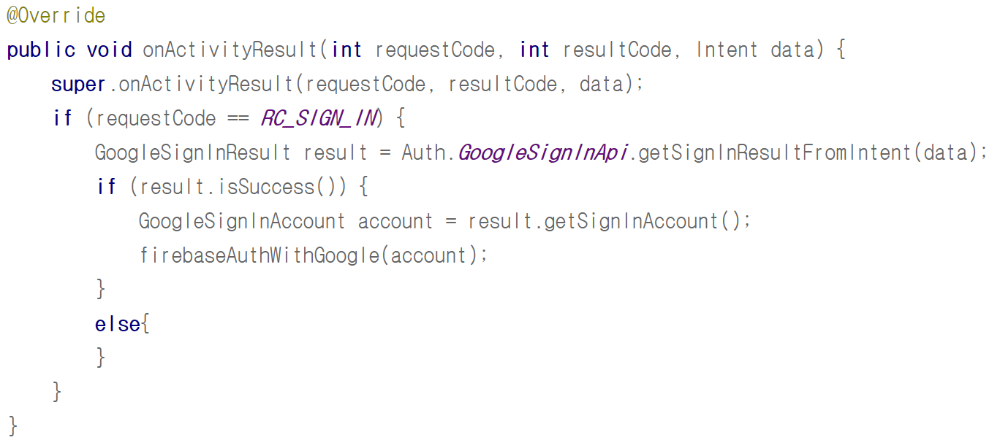 @Override
public void onActivityResult(int requestCode, int resultCode, Intent data) {
    super.onActivityResult(requestCode, resultCode, data);
    if (requestCode == RC_SIGN_IN) {
        GoogleSignInResult result = Auth.GoogleSignInApi.getSignInResultFromIntent(data);
        if (result.isSuccess()) {
            GoogleSignInAccount account = result.getSignInAccount();
            firebaseAuthWithGoogle(account);
        }
        else{
        }
    }
}